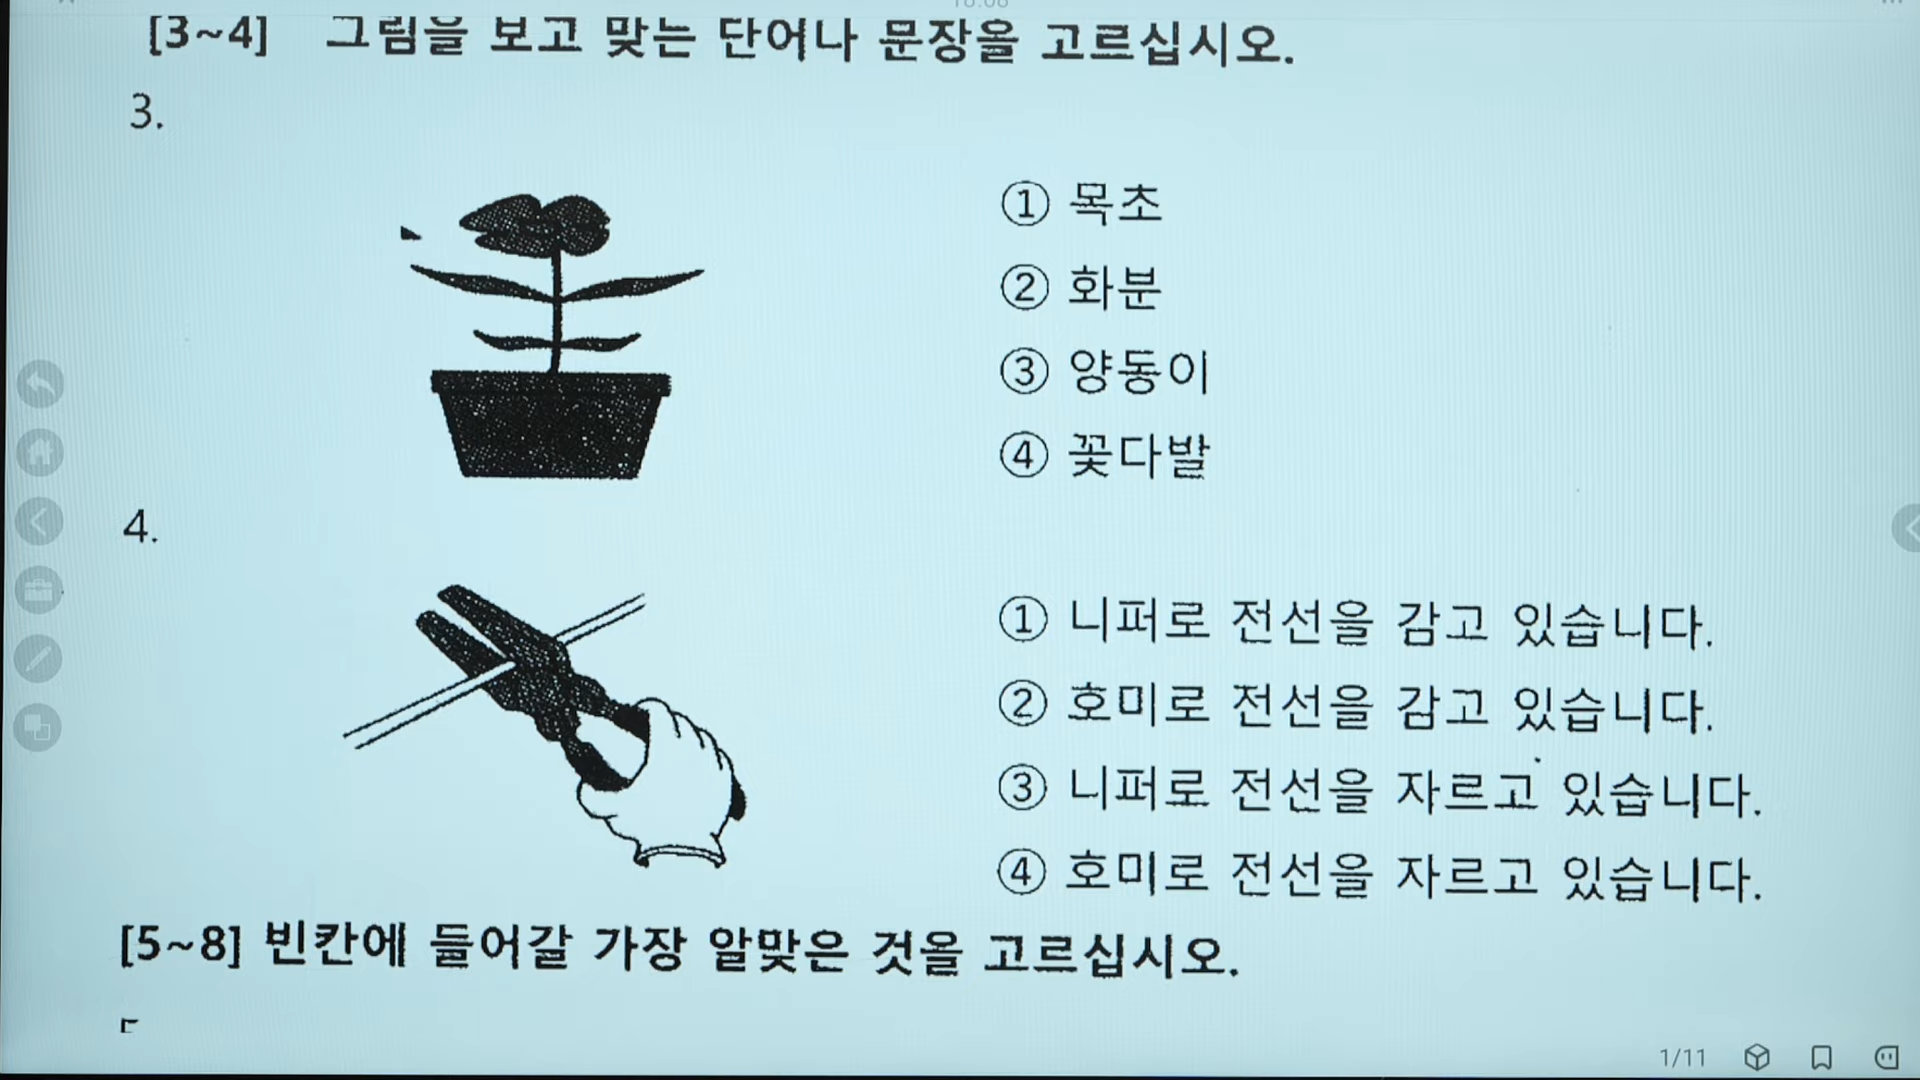 [3~4] 그림을 보고 맞는 단어나 문장을 고르십시오.
3.
① 목초
② 화분
③ 양동이
④ 꽃다발
4.
① 니퍼로 전선을 감고 있습니다.
② 호미로 전선을 감고 있습니다.
③ 니퍼로 전선을 자르고 있습니다.
④ 호미로 전선을 자르고 있습니다.
[5~8] 빈칸에 들어갈 가장 알맞은 것을 고르십시오.
1/11